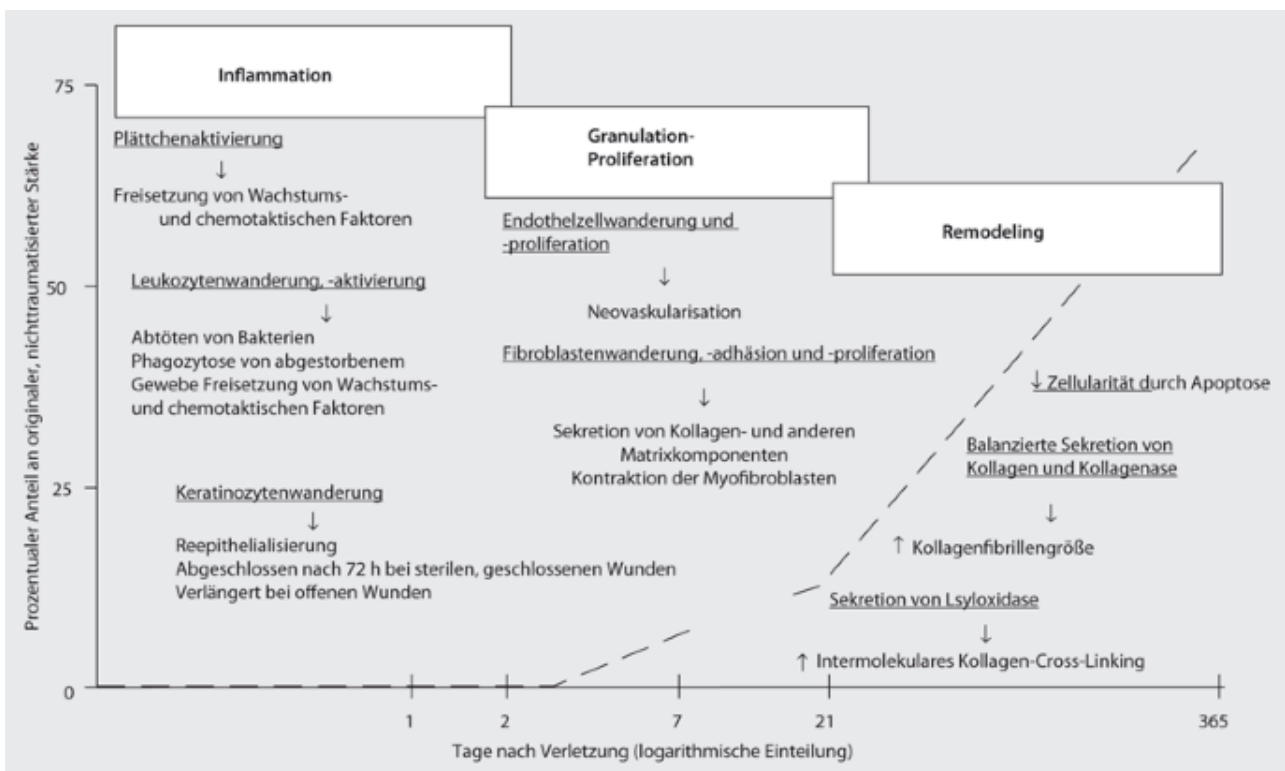 Prozentualer Anteil an originaler, nichttraumatisierter Stärke
75
50
25
0
Inflammation
Plättchenaktivierung
↓
Freisetzung von Wachstums-
und chemotaktischen Faktoren
Leukozytenwanderung, -aktivierung
↓
Abtöten von Bakterien
Phagozytose von abgestorbenem
Gewebe Freisetzung von Wachstums-
und chemotaktischen Faktoren
Keratinozytenwanderung
↓
Reepithelialisierung
Abgeschlossen nach 72 h bei sterilen, geschlossenen Wunden
Verlängert bei offenen Wunden
Granulation-
Proliferation
Endothelzellwanderung und
-proliferation
↓
Neovaskularisation
Fibroblastenwanderung, -adhäsion und -proliferation
↓
Sekretion von Kollagen- und anderen
Matrixkomponenten
Kontraktion der Myofibroblasten
Remodeling
↓ Zellularität durch Apoptose
Balanzierte Sekretion von
Kollagen und Kollagenase
↓
↑ Kollagenfibrillengröße
Sekretion von Lsyloxidase
↓
↑ Intermolekulares Kollagen-Cross-Linking
1 2 7 21 365
Tage nach Verletzung (logarithmische Einteilung)